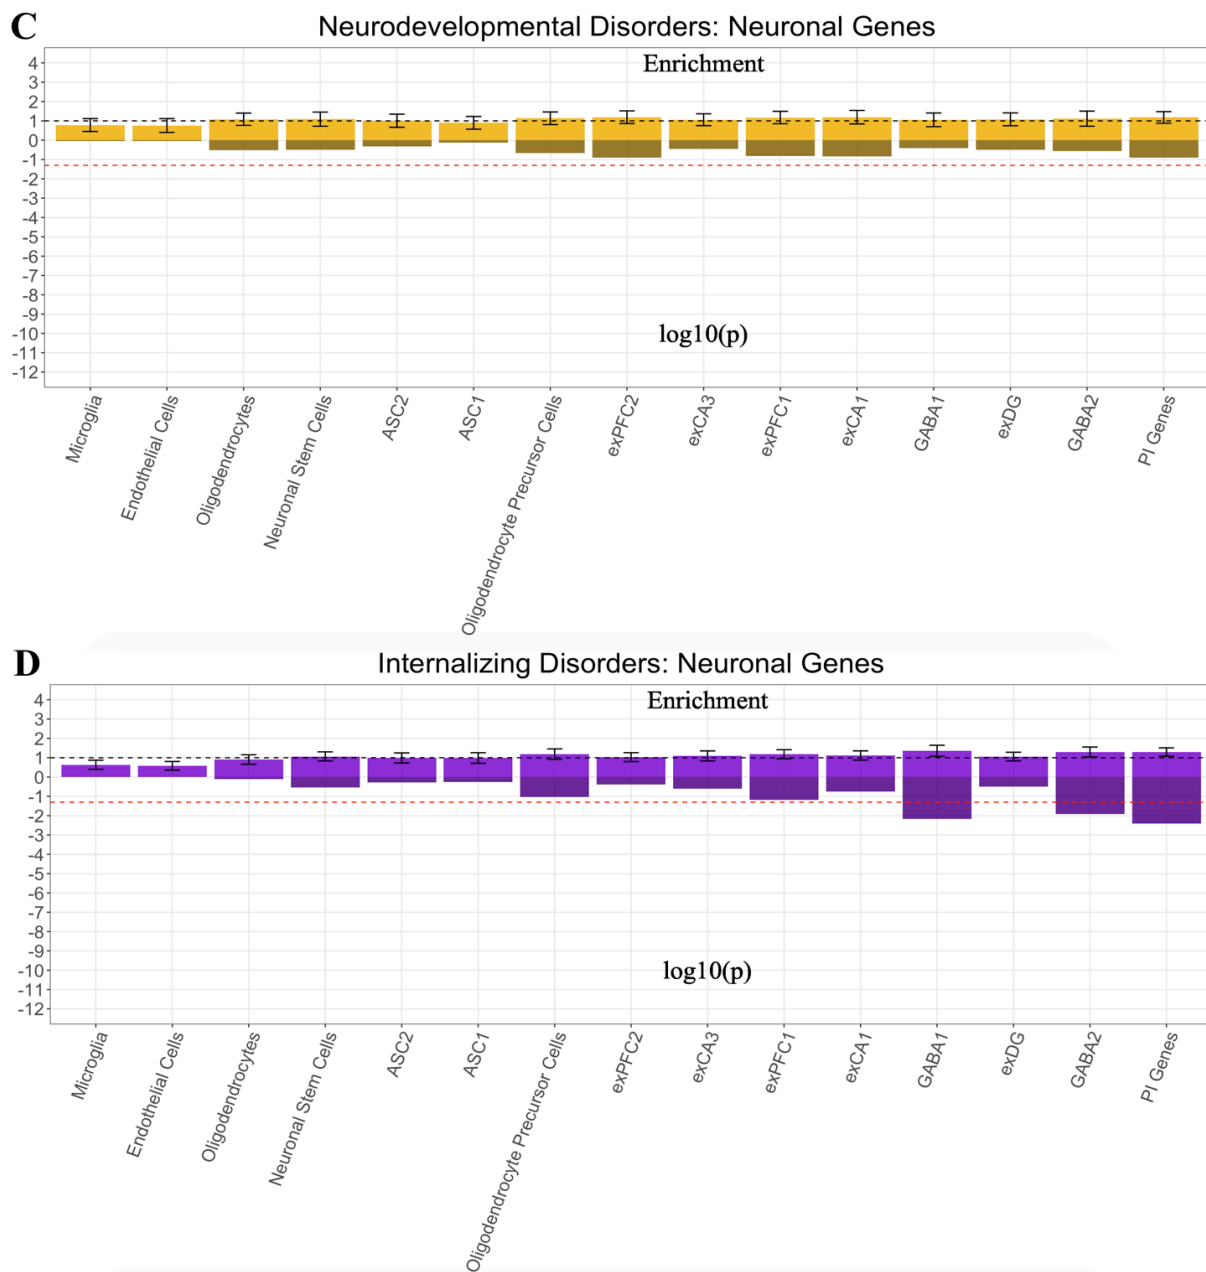 C
Neurodevelopmental Disorders: Neuronal Genes
Enrichment
4
3
2
1
0
-1
-2
-3
-4
-5
-6
-7
-8
-9
-10
-11
-12
log10(p)
Microglia
Endothelial Cells
Oligodendrocytes
Neuronal Stem Cells
ASC2
ASC1
Oligodendrocyte Precursor Cells
exPFC2
exCA3
exPFC1
exCA1
GABA1
exDG
GABA2
PI Genes
D
Internalizing Disorders: Neuronal Genes
Enrichment
4
3
2
1
0
-1
-2
-3
-4
-5
-6
-7
-8
-9
-10
-11
-12
log10(p)
Microglia
Endothelial Cells
Oligodendrocytes
Neuronal Stem Cells
ASC2
ASC1
Oligodendrocyte Precursor Cells
exPFC2
exCA3
exPFC1
exCA1
GABA1
exDG
GABA2
PI Genes